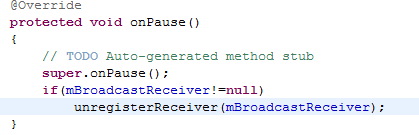 @Override
protected void onPause()
{
    // TODO Auto-generated method stub
    super.onPause();
    if(mBroadcastReceiver!=null)
        unregisterReceiver(mBroadcastReceiver);
}